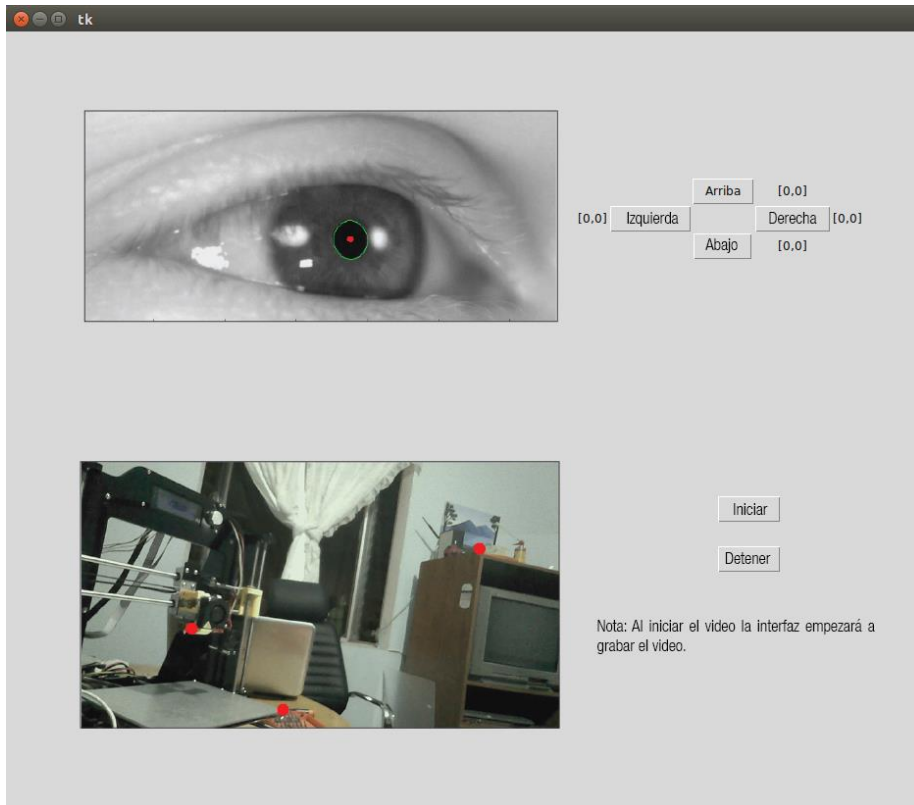 tk
Arriba [0,0]
[0,0] Izquierda Derecha [0,0]
Abajo [0,0]
Iniciar
Detener
Nota: Al iniciar el video la interfaz empezará a
grabar el video.